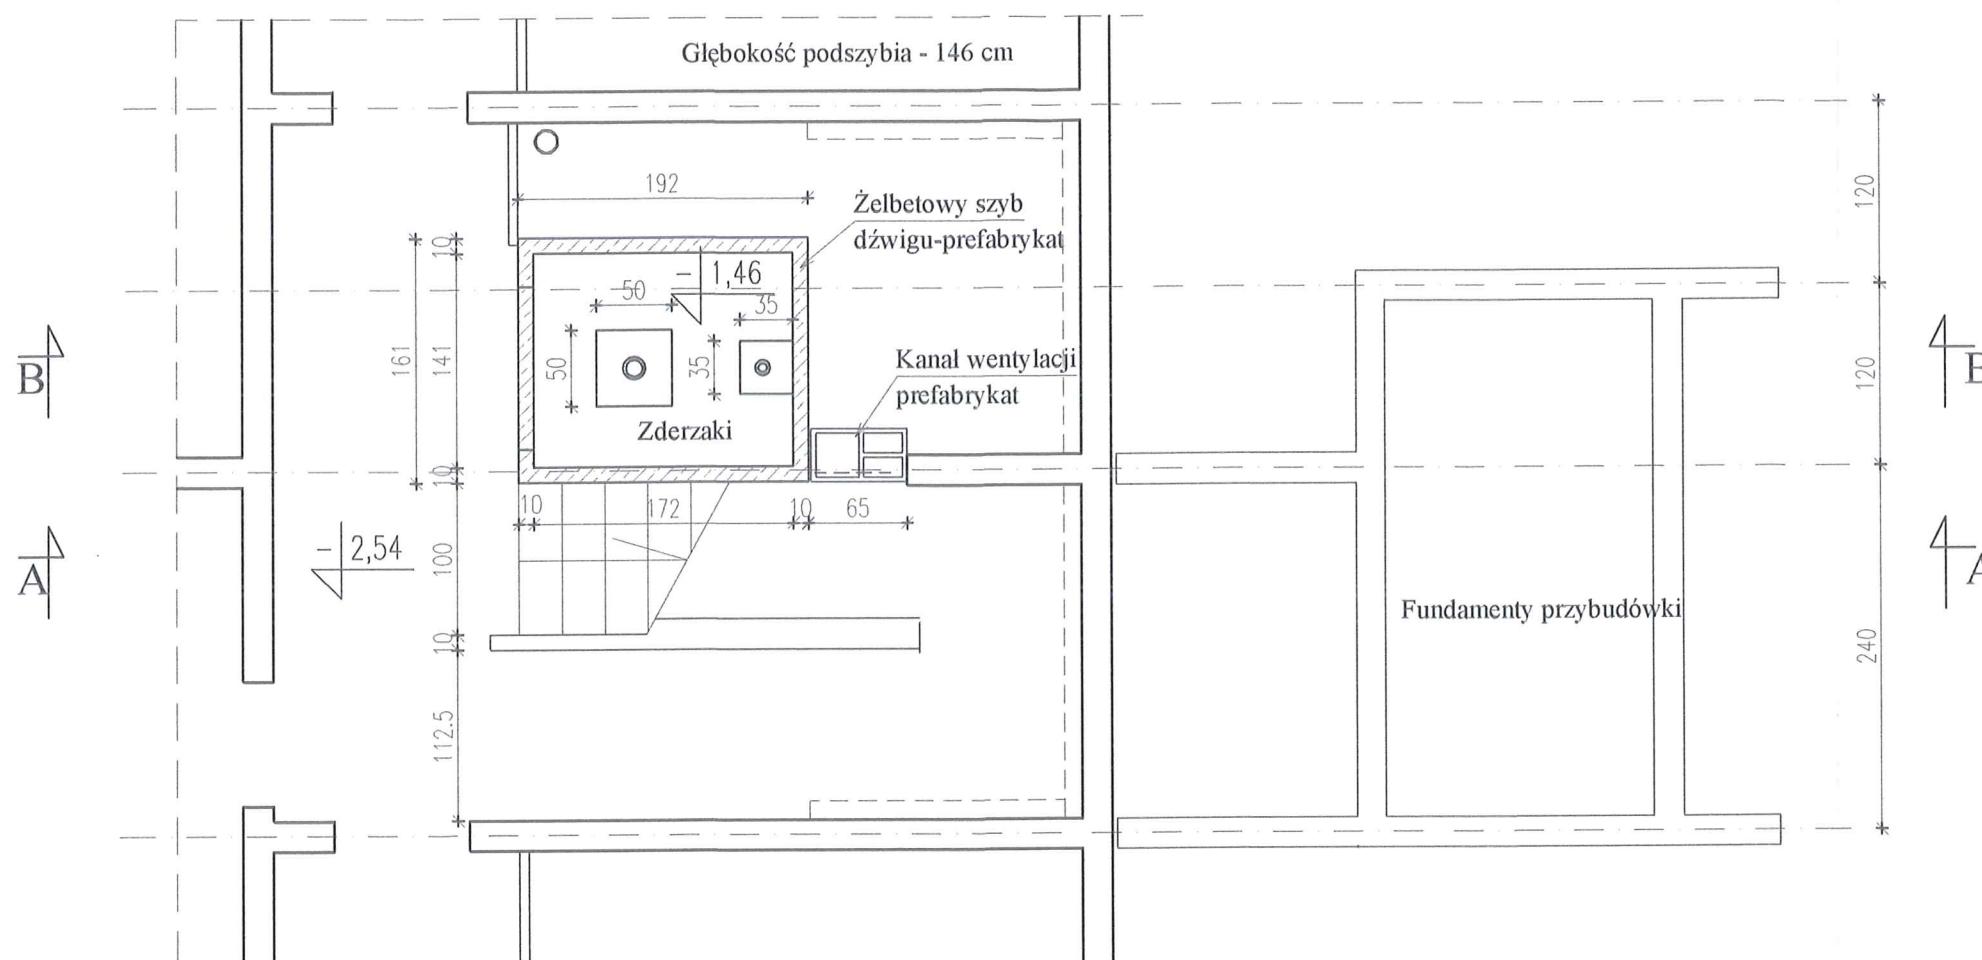 Głębokość podszybia - 146 cm
192
Żelbetowy szyb
dźwigu-prefabrykat
120
10
- 1,46
50
35
161
141
50
35
Kanał wentylacji
prefabrykat
120
B
B
Zderzaki
10
10
172
10
65
- 2,54
100
A
A
Fundamenty przybudówki
10
240
112.5